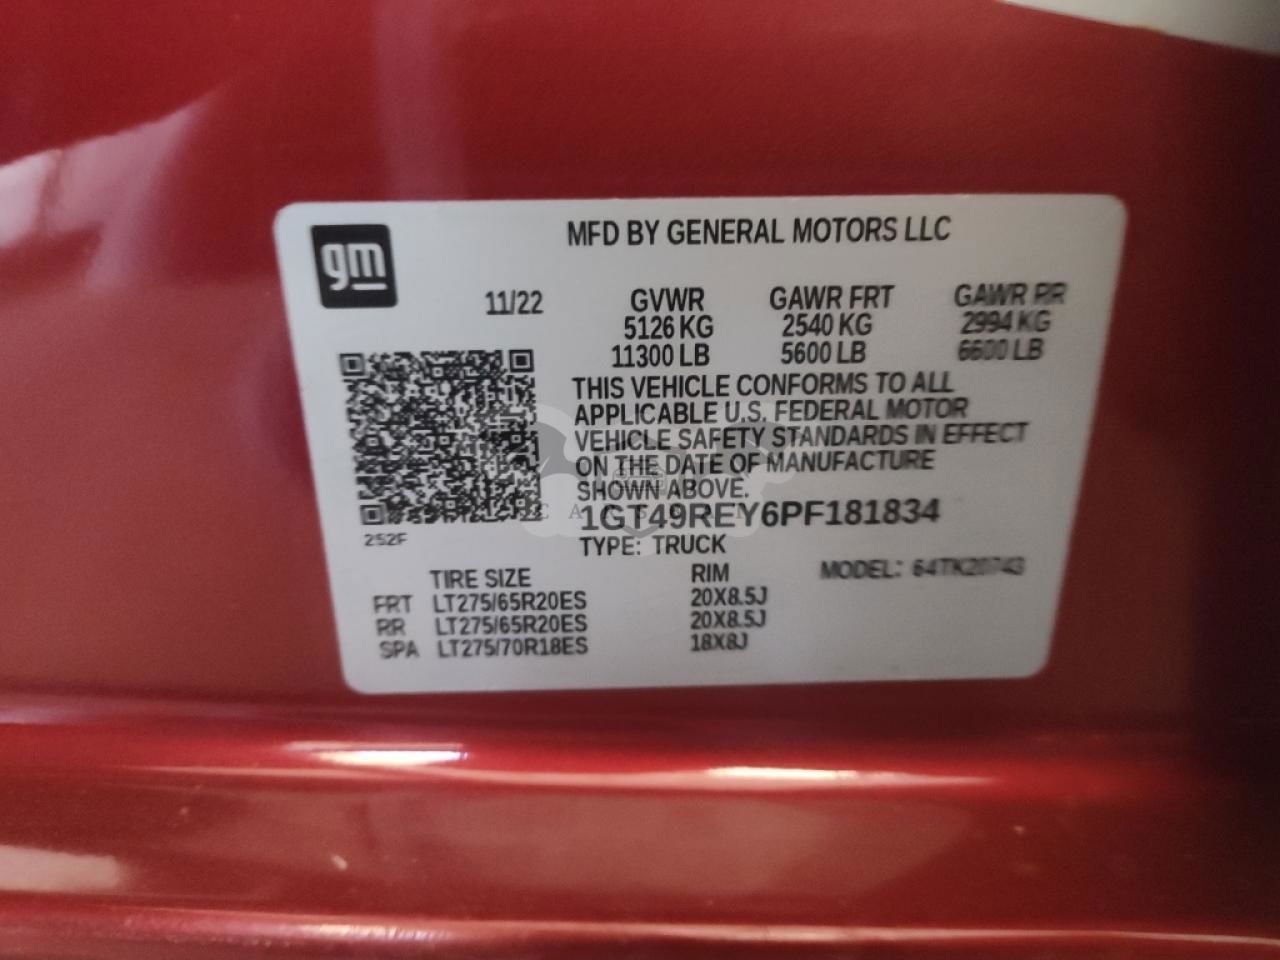 gm
MFD BY GENERAL MOTORS LLC
11/22 GVWR GAWR FRT GAWR RR
5126 KG 2540 KG 2994 KG
11300 LB 5600 LB 6600 LB
THIS VEHICLE CONFORMS TO ALL
APPLICABLE U.S. FEDERAL MOTOR
VEHICLE SAFETY STANDARDS IN EFFECT
ON THE DATE OF MANUFACTURE
SHOWN ABOVE.
1GT49REY6PF181834
252F
TYPE: TRUCK
TIRE SIZE RIM MODEL: 64TK20743
FRT LT275/65R20ES 20X8.5J
RR LT275/65R20ES 20X8.5J
SPA LT275/70R18ES 18X8J